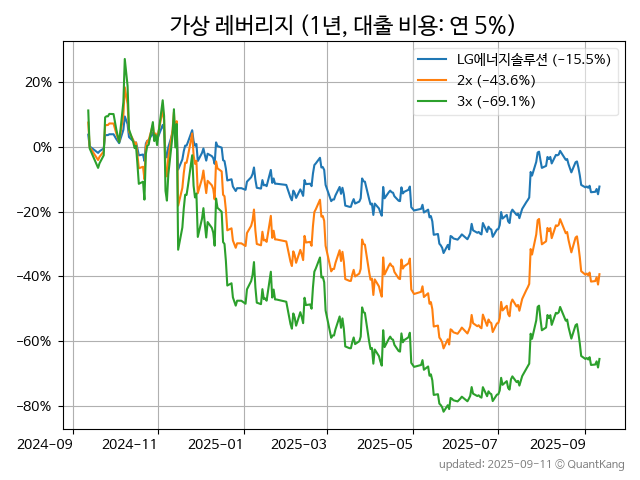 가상 레버리지 (1년, 대출 비용: 연 5%)
LG에너지솔루션 (−15.5%)
2x (−43.6%)
3x (−69.1%)
20%
0%
−20%
−40%
−60%
−80%
2024-09 2024-11 2025-01 2025-03 2025-05 2025-07 2025-09
updated: 2025-09-11 © QuantKang